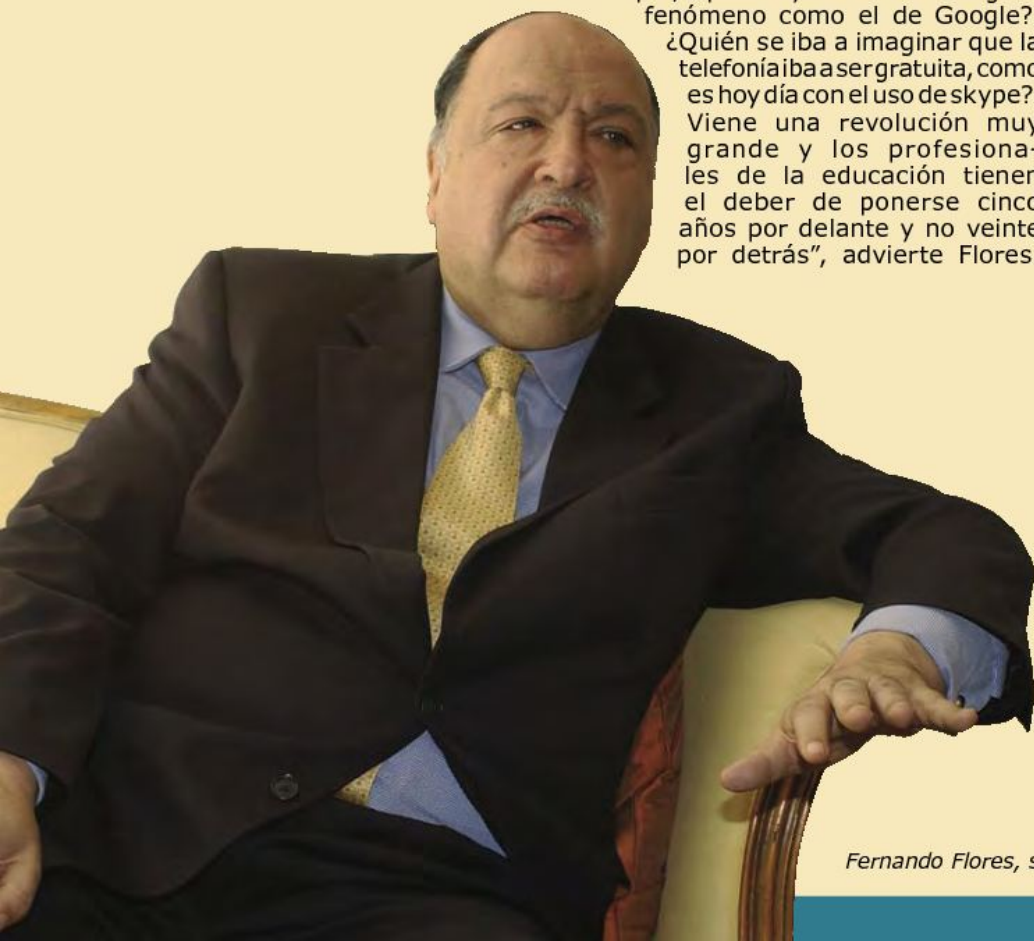 fenómeno como el de Google?
¿Quién se iba a imaginar que la
telefonía iba a ser gratuita, como
es hoy día con el uso de skype?
Viene una revolución muy
grande y los profesiona-
les de la educación tienen
el deber de ponerse cinco
años por delante y no veinte
por detrás”, advierte Flores
Fernando Flores,